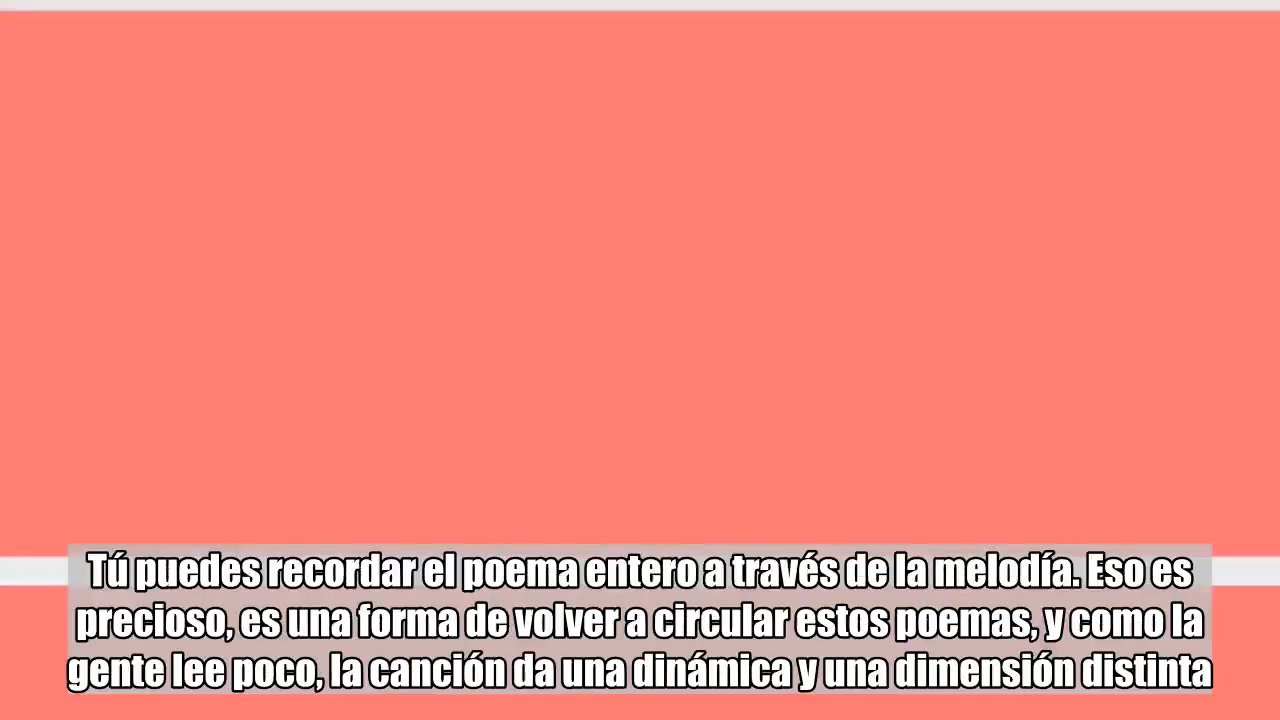 Tú puedes recordar el poema entero a través de la melodía. Eso es
precioso, es una forma de volver a circular estos poemas, y como la
gente lee poco, la canción da una dinámica y una dimensión distinta